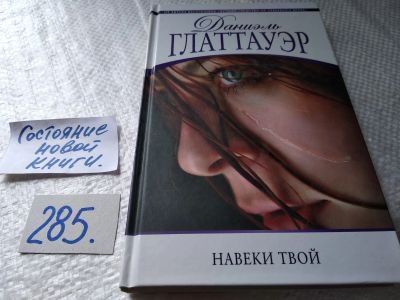 Даниэль
ГЛАТТАУЭР
Состояние
новой
книги.
285.
НАВЕКИ ТВОЙ